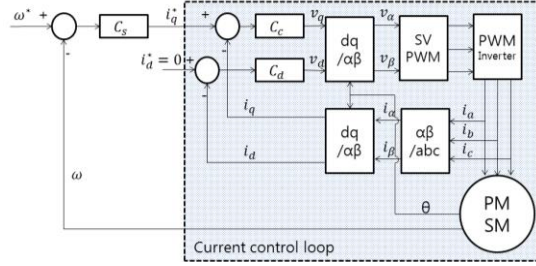 ω* + C_s i_q^* + C_c v_q dq /αβ v_α SV PWM PWM Inverter
-
i_d^* = 0 + C_d v_d v_β
-
-
i_q dq /αβ i_α αβ /abc i_a
i_b
i_d i_β i_c
ω θ PM SM
Current control loop